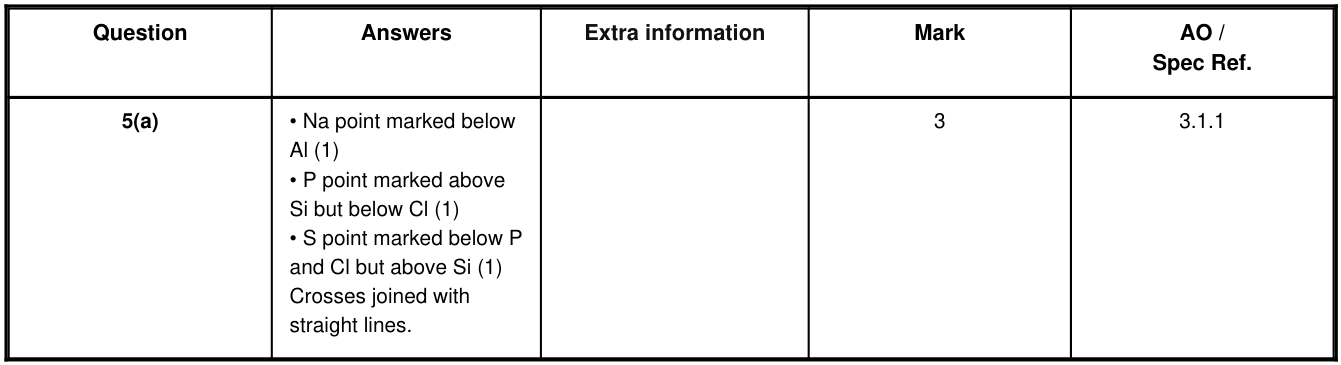 Question Answers Extra information Mark AO /
Spec Ref.
5(a) • Na point marked below 3 3.1.1
Al (1)
• P point marked above
Si but below Cl (1)
• S point marked below P
and Cl but above Si (1)
Crosses joined with
straight lines.